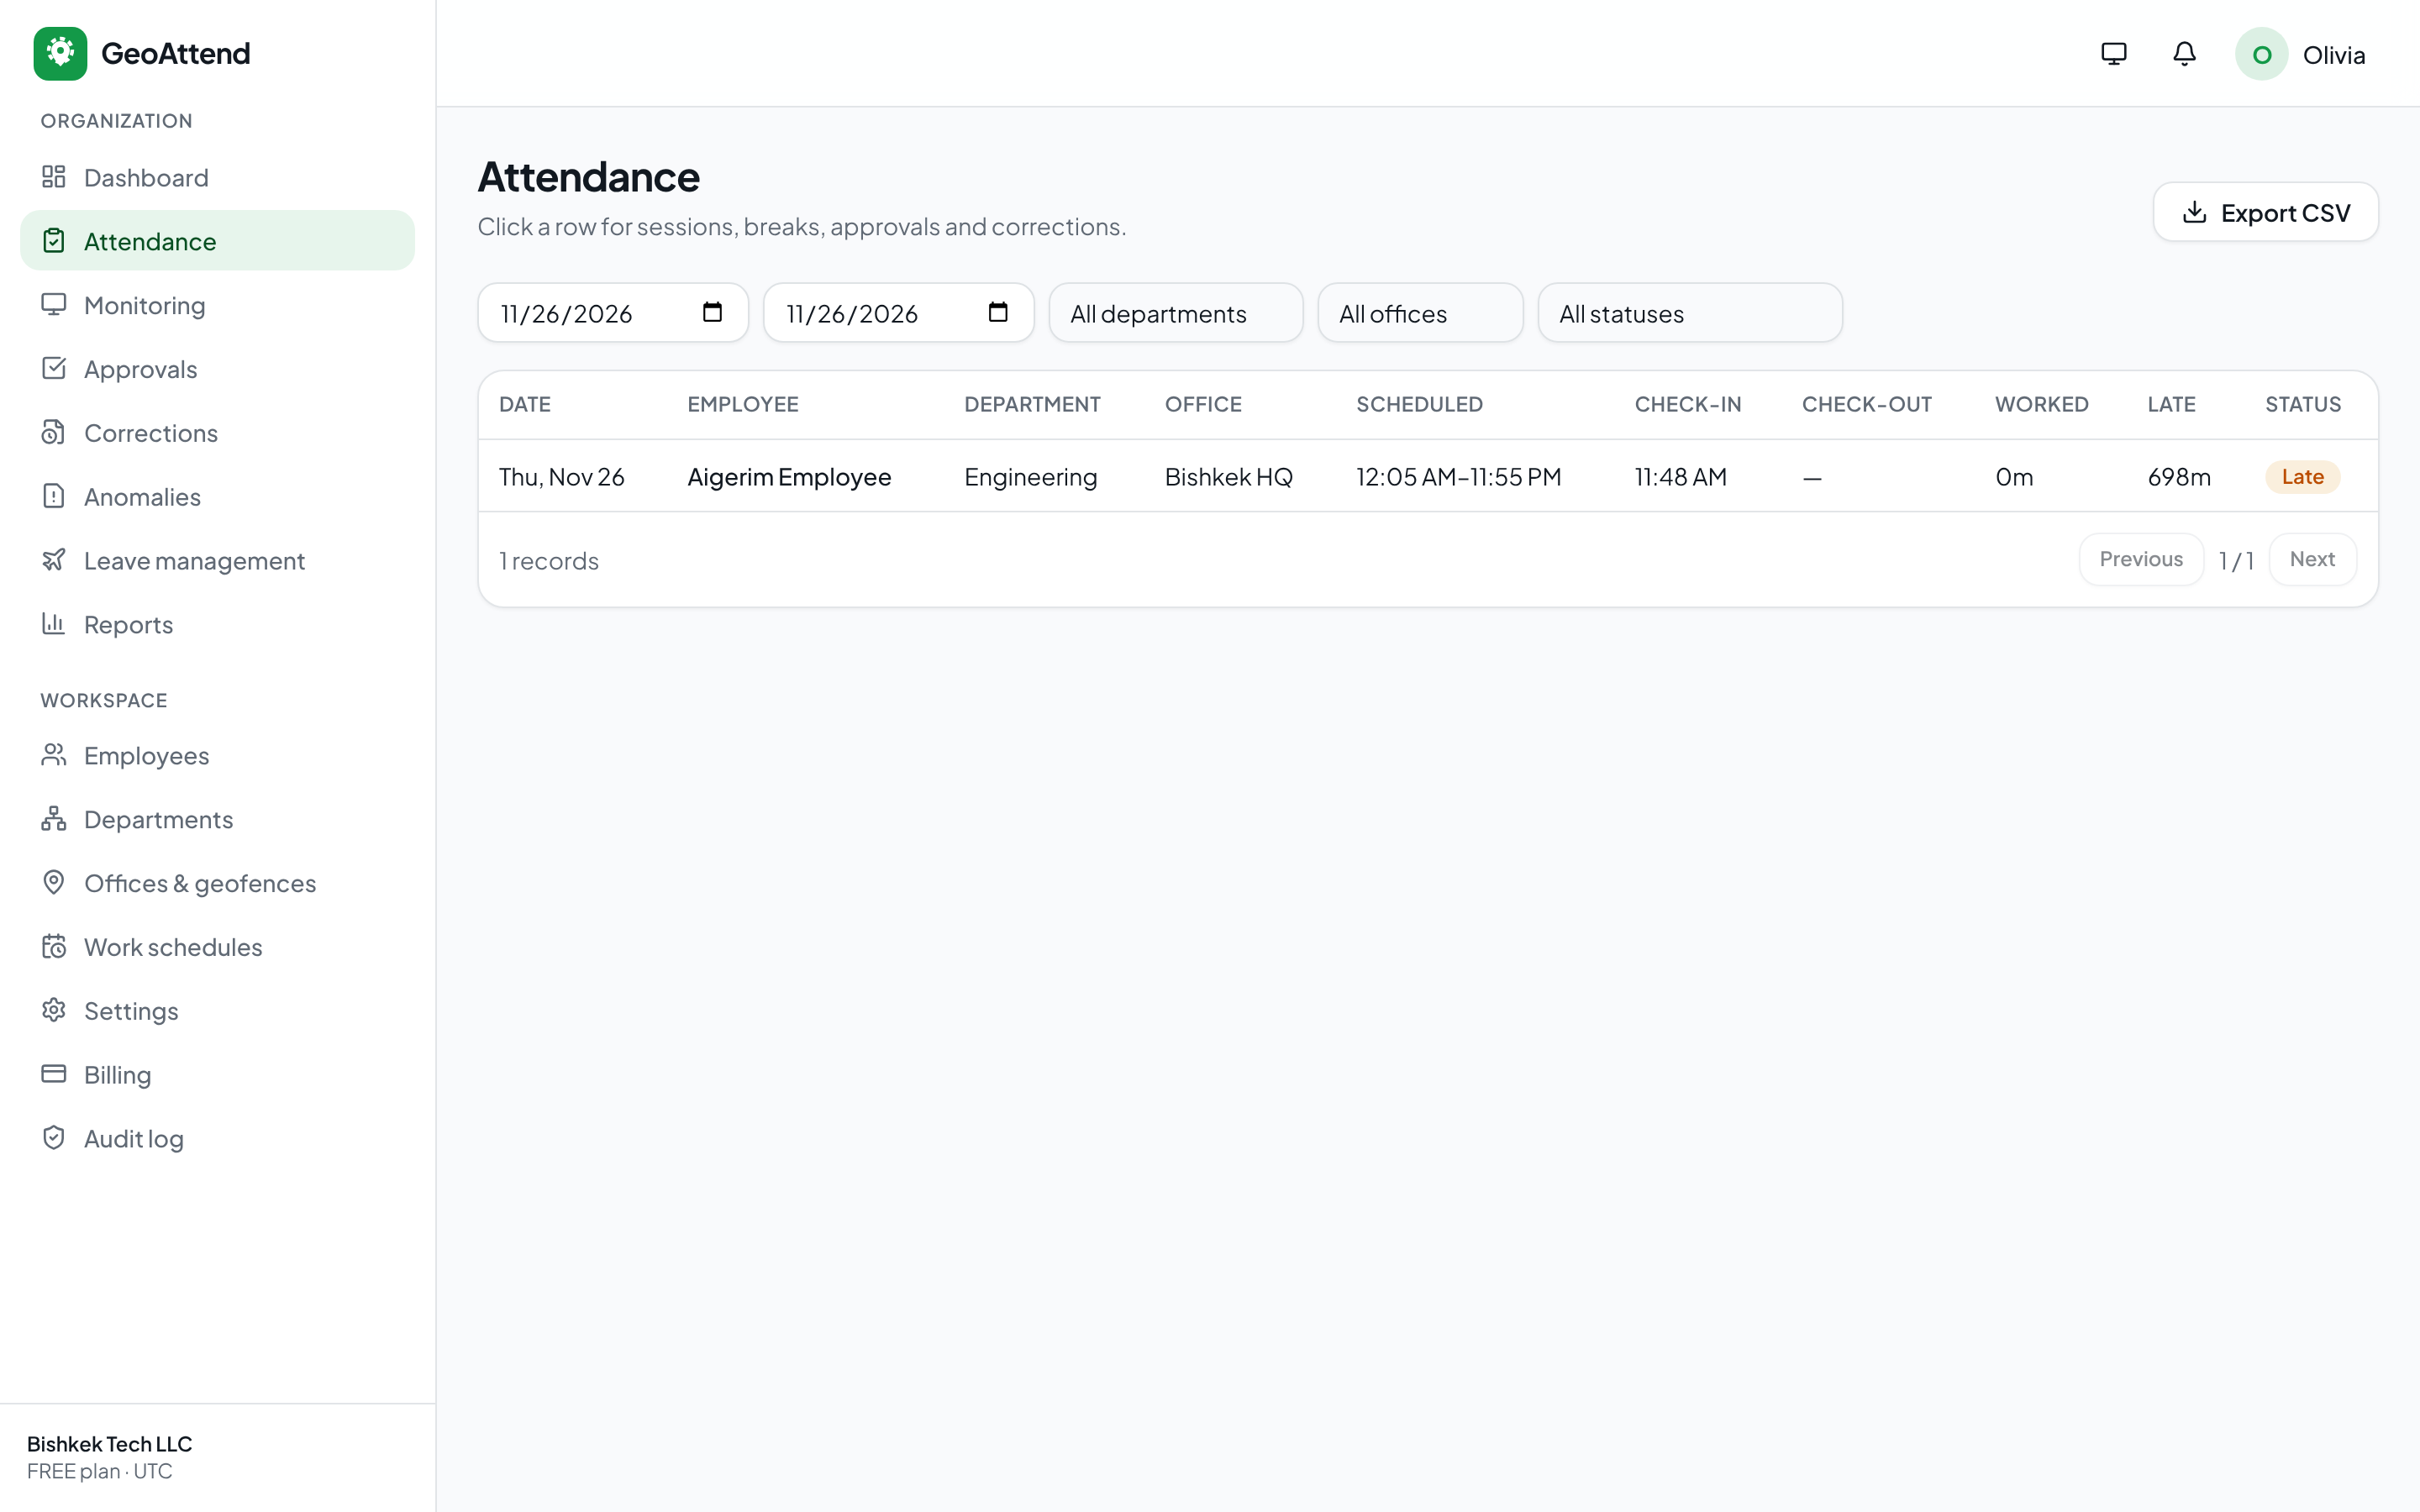 GeoAttend
O Olivia
ORGANIZATION
Dashboard
Attendance
Monitoring
Approvals
Corrections
Anomalies
Leave management
Reports
WORKSPACE
Employees
Departments
Offices & geofences
Work schedules
Settings
Billing
Audit log
Bishkek Tech LLC
FREE plan · UTC
Attendance
Click a row for sessions, breaks, approvals and corrections.
Export CSV
11/26/2026 11/26/2026 All departments All offices All statuses
DATE EMPLOYEE DEPARTMENT OFFICE SCHEDULED CHECK-IN CHECK-OUT WORKED LATE STATUS
Thu, Nov 26 Aigerim Employee Engineering Bishkek HQ 12:05 AM–11:55 PM 11:48 AM — 0m 698m Late
1 records Previous 1 / 1 Next